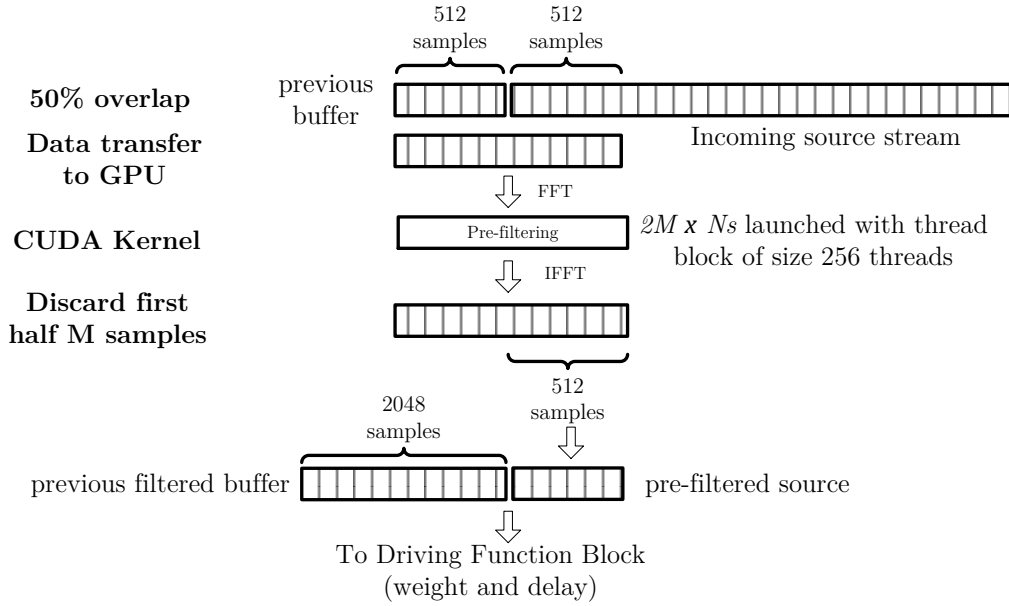 512
samples
512
samples
50% overlap
previous
buffer
Incoming source stream
Data transfer
to GPU
FFT
CUDA Kernel
Pre-filtering
2M x Ns launched with thread
block of size 256 threads
IFFT
Discard first
half M samples
512
samples
2048
samples
previous filtered buffer
pre-filtered source
To Driving Function Block
(weight and delay)